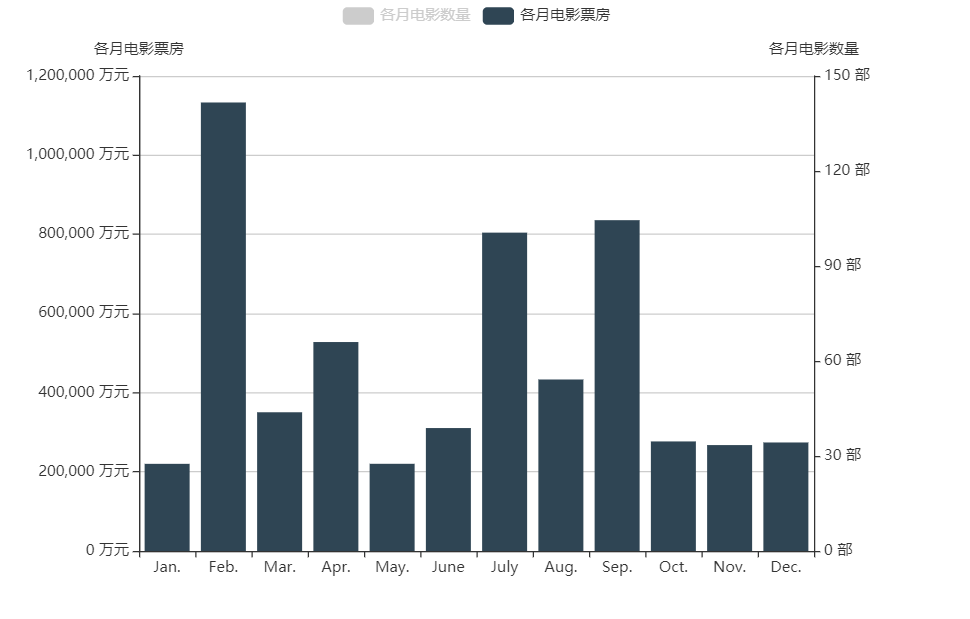 各月电影数量 各月电影票房
各月电影票房 各月电影数量
1,200,000 万元 150 部
1,000,000 万元 120 部
800,000 万元 90 部
600,000 万元
400,000 万元 60 部
200,000 万元 30 部
0 万元 0 部
Jan. Feb. Mar. Apr. May. June July Aug. Sep. Oct. Nov. Dec.